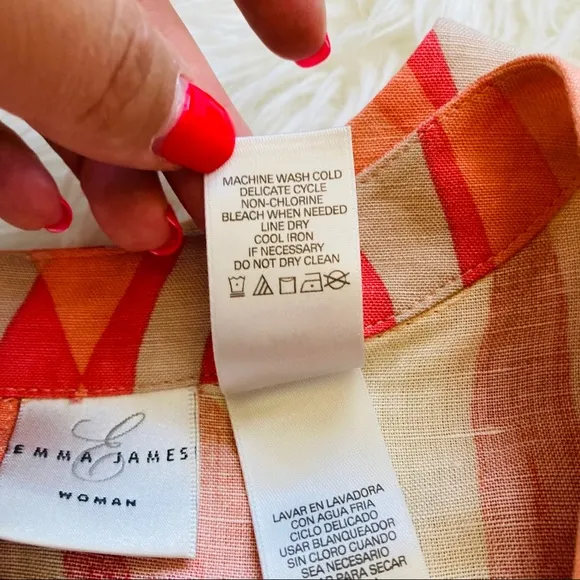 MACHINE WASH COLD
DELICATE CYCLE
NON-CHLORINE
BLEACH WHEN NEEDED
LINE DRY
COOL IRON
IF NECESSARY
DO NOT DRY CLEAN
EMMA JAMES
WOMAN
LAVAR EN LAVADORA
CON AGUA FRIA
CICLO DELICADO
USAR BLANQUEADOR
SIN CLORO CUANDO
SEA NECESARIO
PARA SECAR